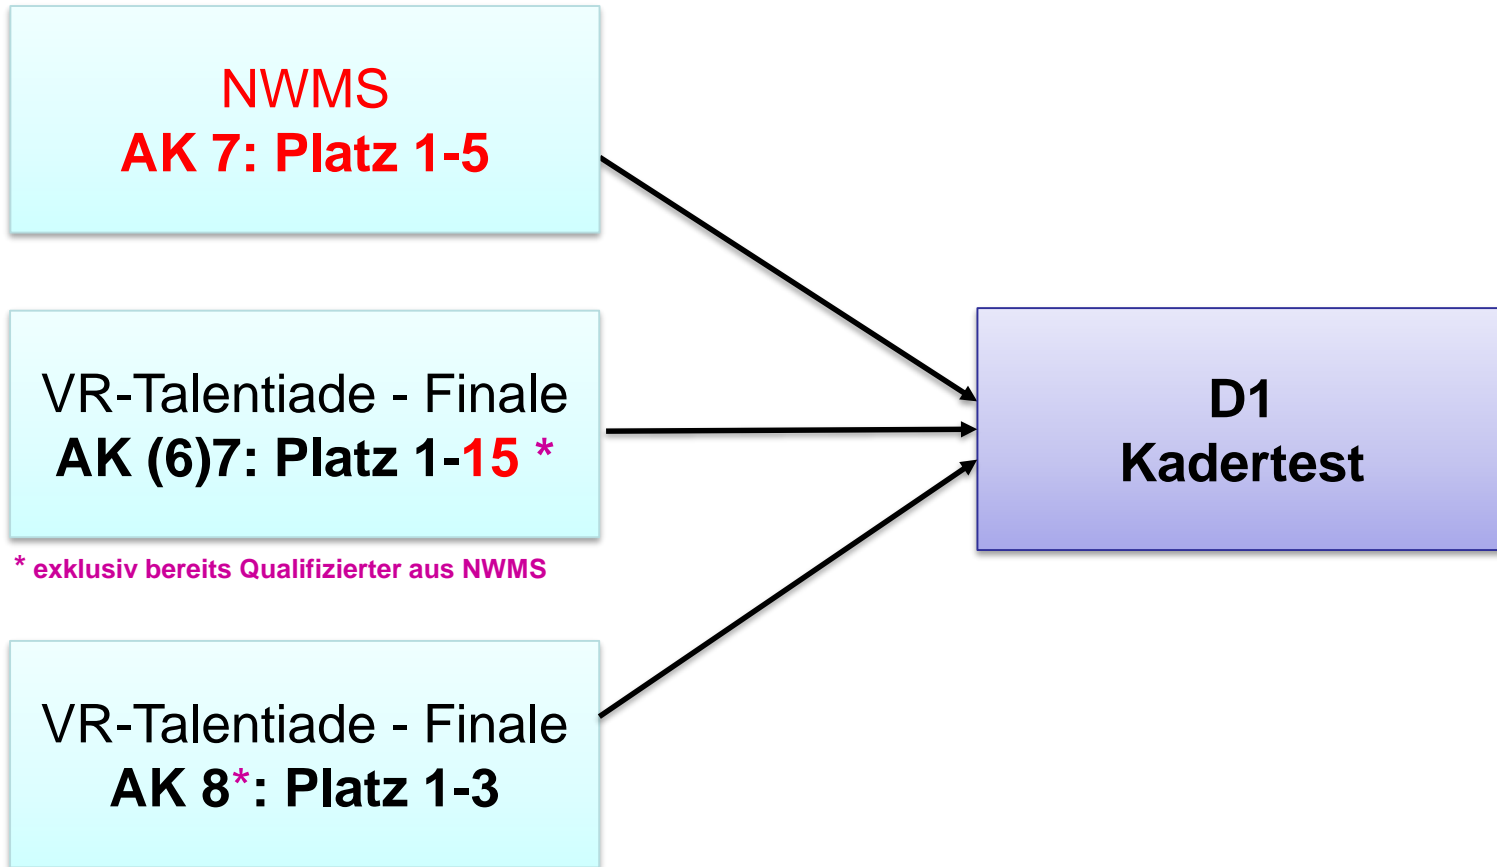 NWMS
AK 7: Platz 1-5
VR-Talentiade - Finale
AK (6)7: Platz 1-15 *
* exklusiv bereits Qualifizierter aus NWMS
VR-Talentiade - Finale
AK 8*: Platz 1-3
D1
Kadertest